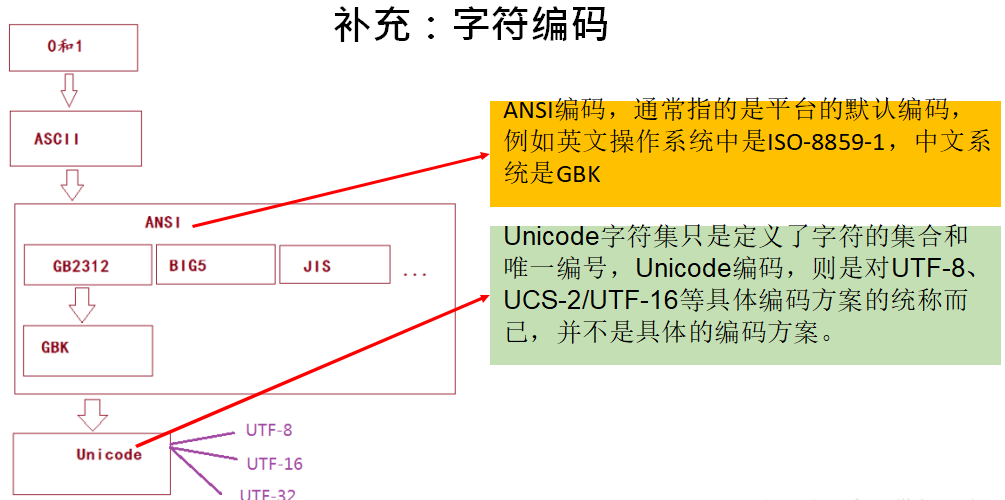 补充：字符编码
0和1
ASCII
ANSI
GB2312
BIG5
JIS
...
GBK
Unicode
UTF-8
UTF-16
UTF-32
ANSI编码，通常指的是平台的默认编码，
例如英文操作系统中是ISO-8859-1，中文系
统是GBK
Unicode字符集只是定义了字符的集合和
唯一编号，Unicode编码，则是对UTF-8、
UCS-2/UTF-16等具体编码方案的统称而
已，并不是具体的编码方案。